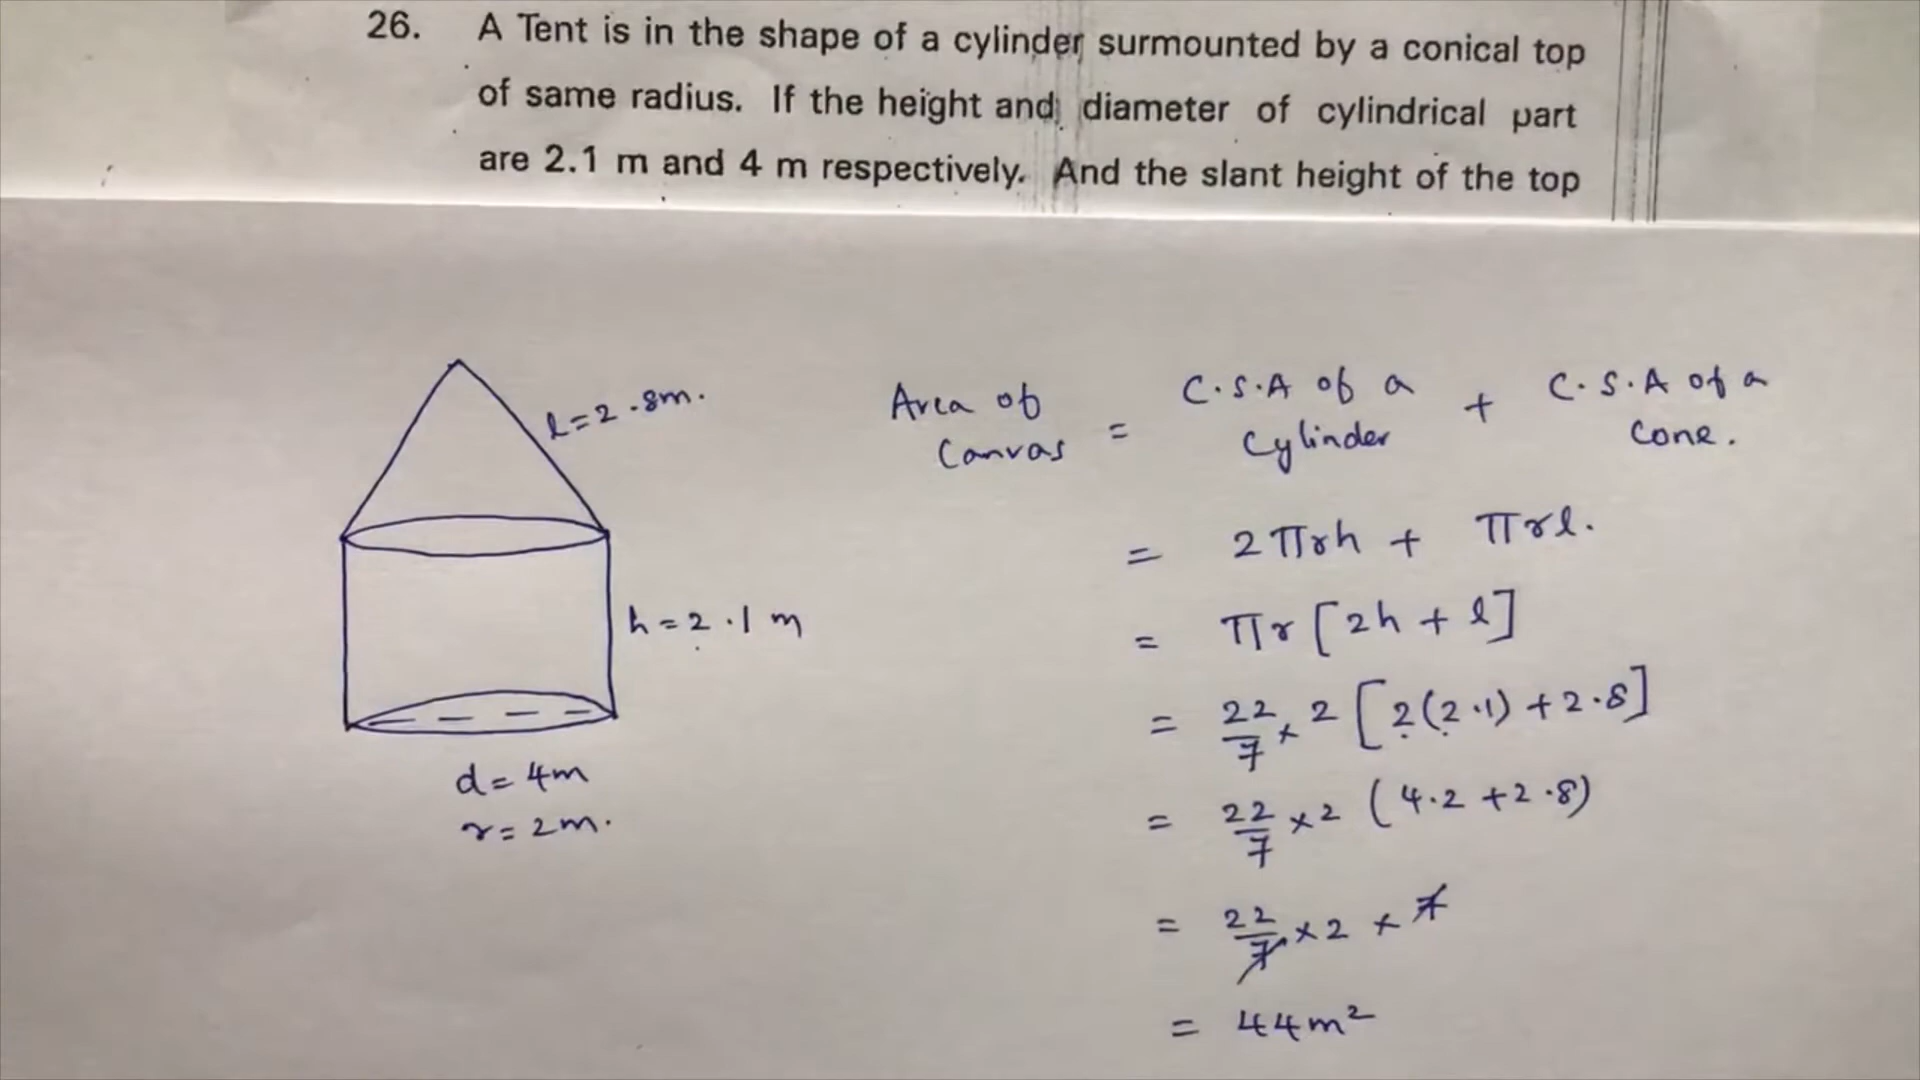 26. A Tent is in the shape of a cylinder surmounted by a conical top
of same radius. If the height and diameter of cylindrical part
are 2.1 m and 4 m respectively. And the slant height of the top
l=2.8m.
h=2.1 m
d=4m
r=2m.
Area of Canvas = C.S.A of a Cylinder + C.S.A of a Cone.
= 2πrh + πrl.
= πr[2h + l]
= 22/7 × 2 [2(2.1)+2.8]
= 22/7 ×2 (4.2 +2.8)
= 22/7 ×2 × 7
= 44m²